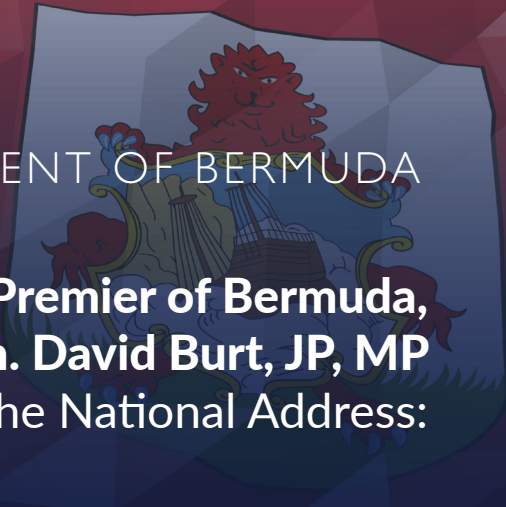 ENT OF BERMUDA
Premier of Bermuda,
n. David Burt, JP, MP
he National Address: